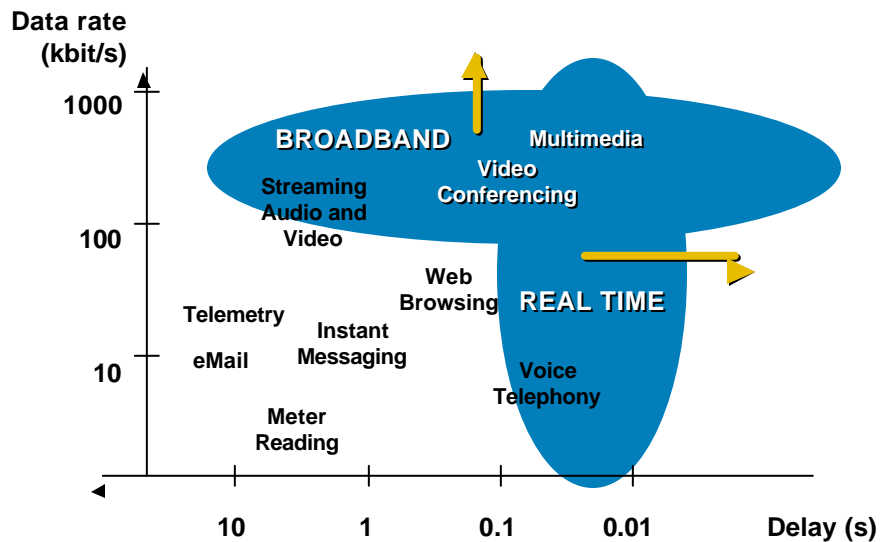 Data rate
(kbit/s)
1000
BROADBAND
Multimedia
Video
Conferencing
Streaming
Audio and
Video
100
Web
Browsing
REAL TIME
Telemetry
Instant
Messaging
eMail
10
Voice
Telephony
Meter
Reading
10
1
0.1
0.01
Delay (s)